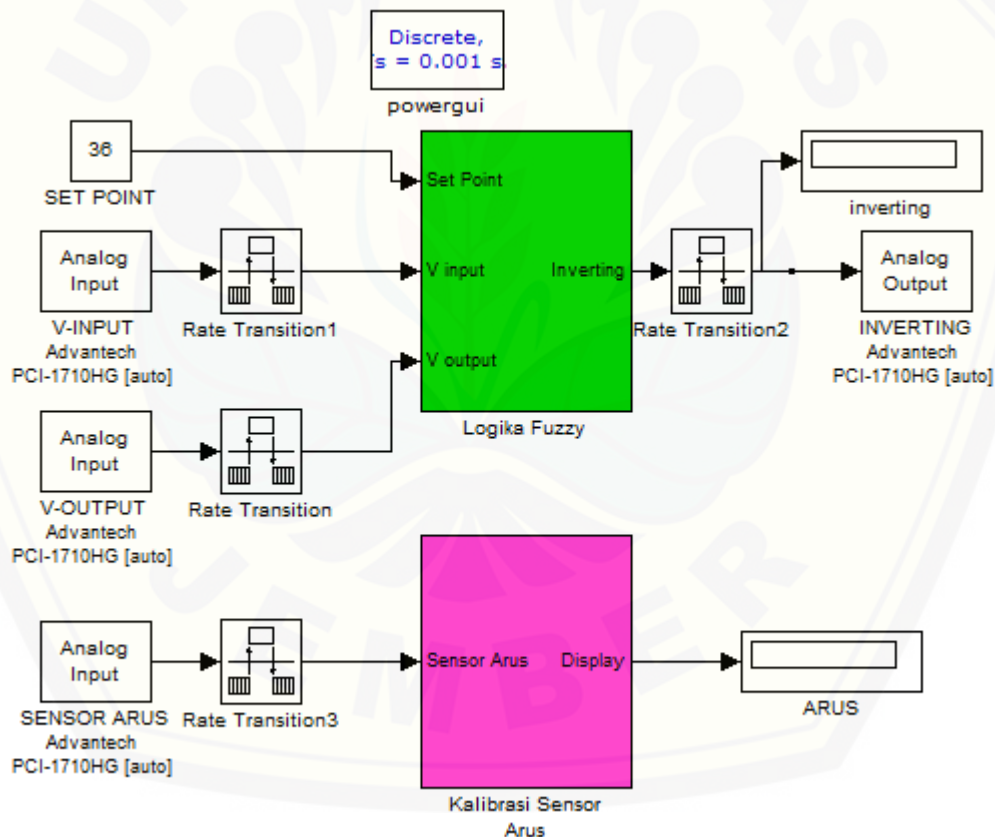 Discrete,
s = 0.001 s.
powergui
36
SET POINT
Set Point
inverting
Analog
Input
V-INPUT
Advantech
PCI-1710HG [auto]
Rate Transition1
V input
Inverting
Rate Transition2
Analog
Output
INVERTING
Advantech
PCI-1710HG [auto]
V output
Logika Fuzzy
Analog
Input
V-OUTPUT
Advantech
PCI-1710HG [auto]
Rate Transition
Analog
Input
SENSOR ARUS
Advantech
PCI-1710HG [auto]
Rate Transition3
Sensor Arus
Display
ARUS
Kalibrasi Sensor
Arus
JEMBER